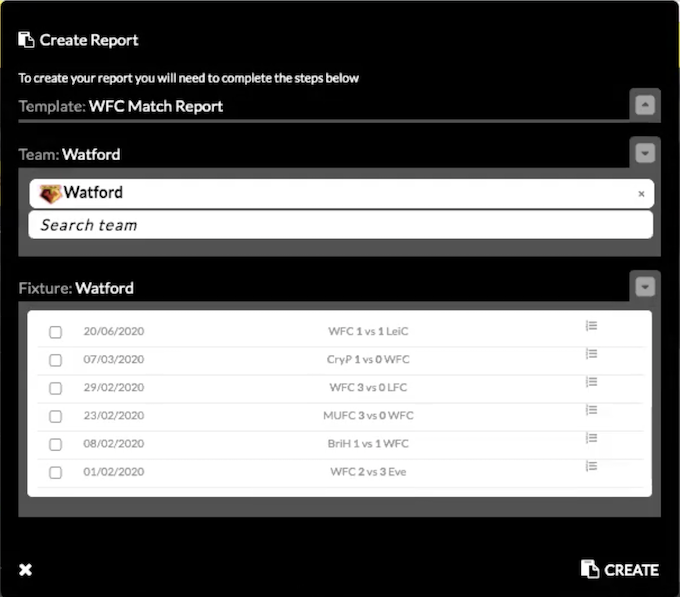 Create Report
To create your report you will need to complete the steps below
Template: WFC Match Report
Team: Watford
Watford ×
Search team
Fixture: Watford
20/06/2020 WFC 1 vs 1 LeiC
07/03/2020 CryP 1 vs 0 WFC
29/02/2020 WFC 3 vs 0 LFC
23/02/2020 MUFC 3 vs 0 WFC
08/02/2020 BriH 1 vs 1 WFC
01/02/2020 WFC 2 vs 3 Eve
CREATE